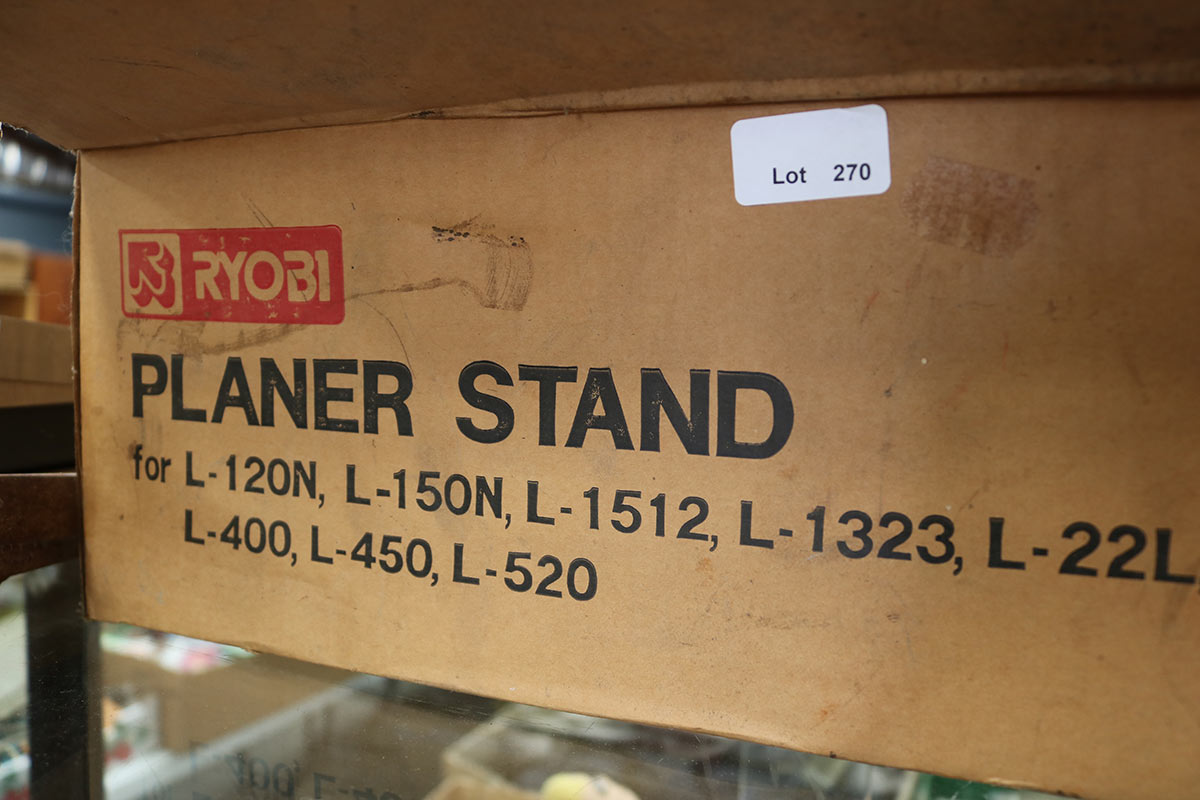 Lot 270
RYOBI
PLANER STAND
for L-120N, L-150N, L-1512, L-1323, L-22L,
L-400, L-450, L-520